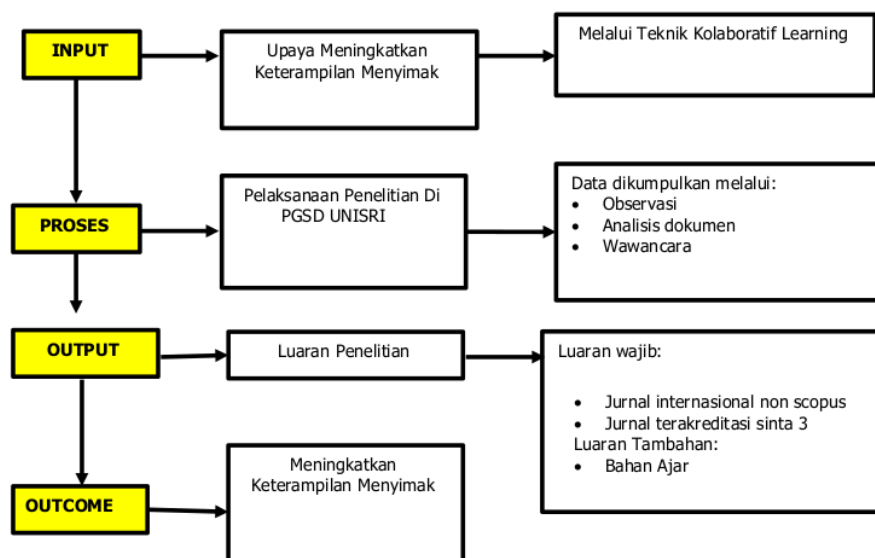 INPUT
Upaya Meningkatkan
Keterampilan Menyimak
Melalui Teknik Kolaboratif Learning
PROSES
Pelaksanaan Penelitian Di
PGSD UNISRI
Data dikumpulkan melalui:
• Observasi
• Analisis dokumen
• Wawancara
OUTPUT
Luaran Penelitian
Luaran wajib:
• Jurnal internasional non scopus
• Jurnal terakreditasi sinta 3
Luaran Tambahan:
• Bahan Ajar
OUTCOME
Meningkatkan
Keterampilan Menyimak